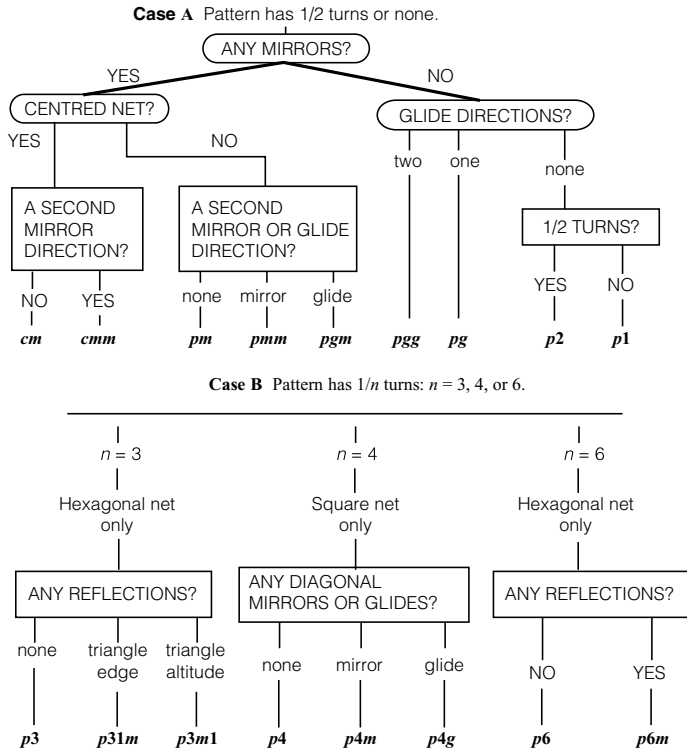 Case A Pattern has 1/2 turns or none.
ANY MIRRORS?
YES
NO
CENTRED NET?
GLIDE DIRECTIONS?
YES
NO
two
one
none
A SECOND
MIRROR
DIRECTION?
A SECOND
MIRROR OR GLIDE
DIRECTION?
1/2 TURNS?
NO
YES
none
mirror
glide
YES
NO
cm
cmm
pm
pmm
pgm
pgg
pg
p2
p1
Case B Pattern has 1/n turns: n = 3, 4, or 6.
n = 3
n = 4
n = 6
Hexagonal net
only
Square net
only
Hexagonal net
only
ANY REFLECTIONS?
ANY DIAGONAL
MIRRORS OR GLIDES?
ANY REFLECTIONS?
none
triangle
edge
triangle
altitude
none
mirror
glide
NO
YES
p3
p31m
p3m1
p4
p4m
p4g
p6
p6m